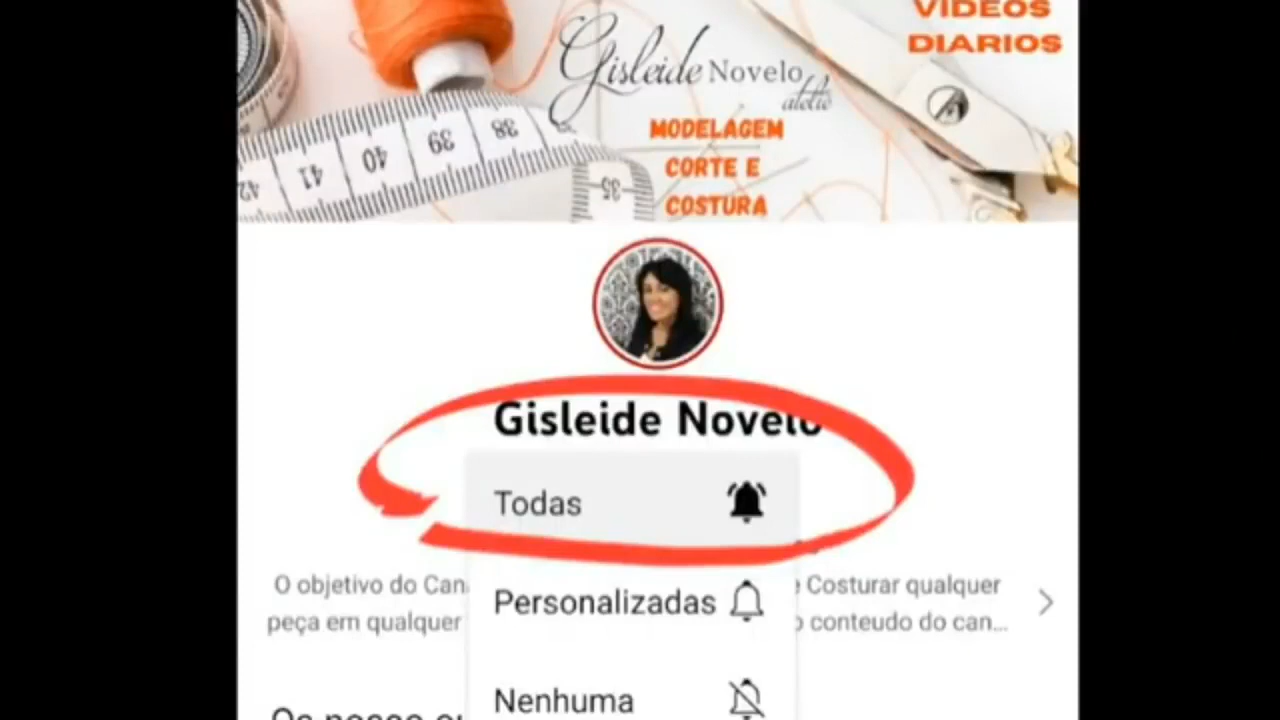 VIDEOS
DIARIOS
Gisleide Novelo
atelie
MODELAGEM
CORTE E
COSTURA
42 41 40 39 38
35
Gisleide Novelo
Todas
O objetivo do Can
Costurar qualquer
Personalizadas
peça em qualquer
conteudo do can...
Nenhuma